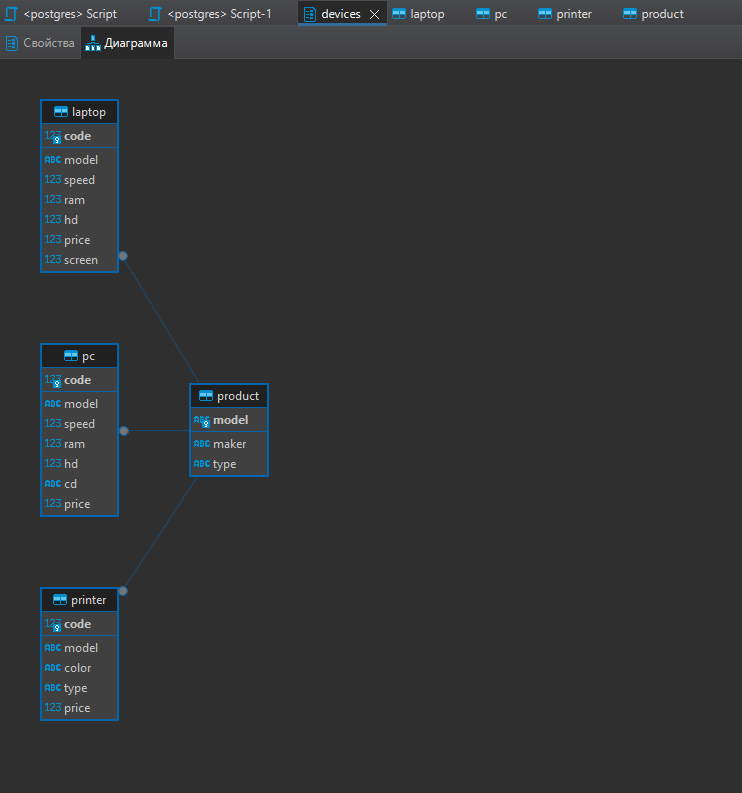 <postgres> Script
<postgres> Script-1
devices
laptop
pc
printer
product
Свойства
Диаграмма
laptop
123 code
ABC model
123 speed
123 ram
123 hd
123 price
123 screen
pc
123 code
ABC model
123 speed
123 ram
123 hd
ABC cd
123 price
product
ABC model
ABC maker
ABC type
printer
123 code
ABC model
ABC color
ABC type
123 price